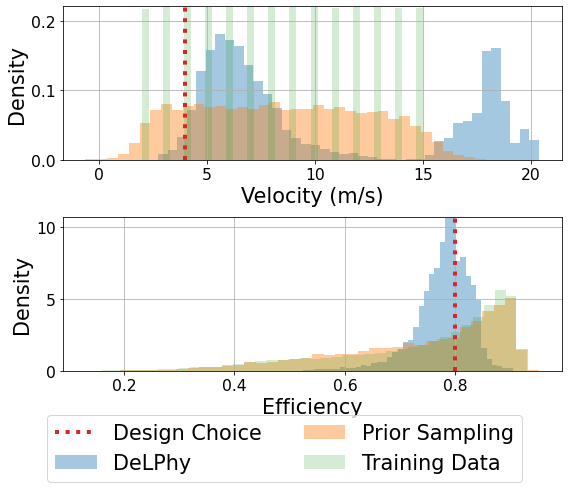 0.2
0.1
0.0
Density
0 5 10 15 20
Velocity (m/s)
10
5
0
Density
0.2 0.4 0.6 0.8
Efficiency
Design Choice Prior Sampling
DeLPhy Training Data